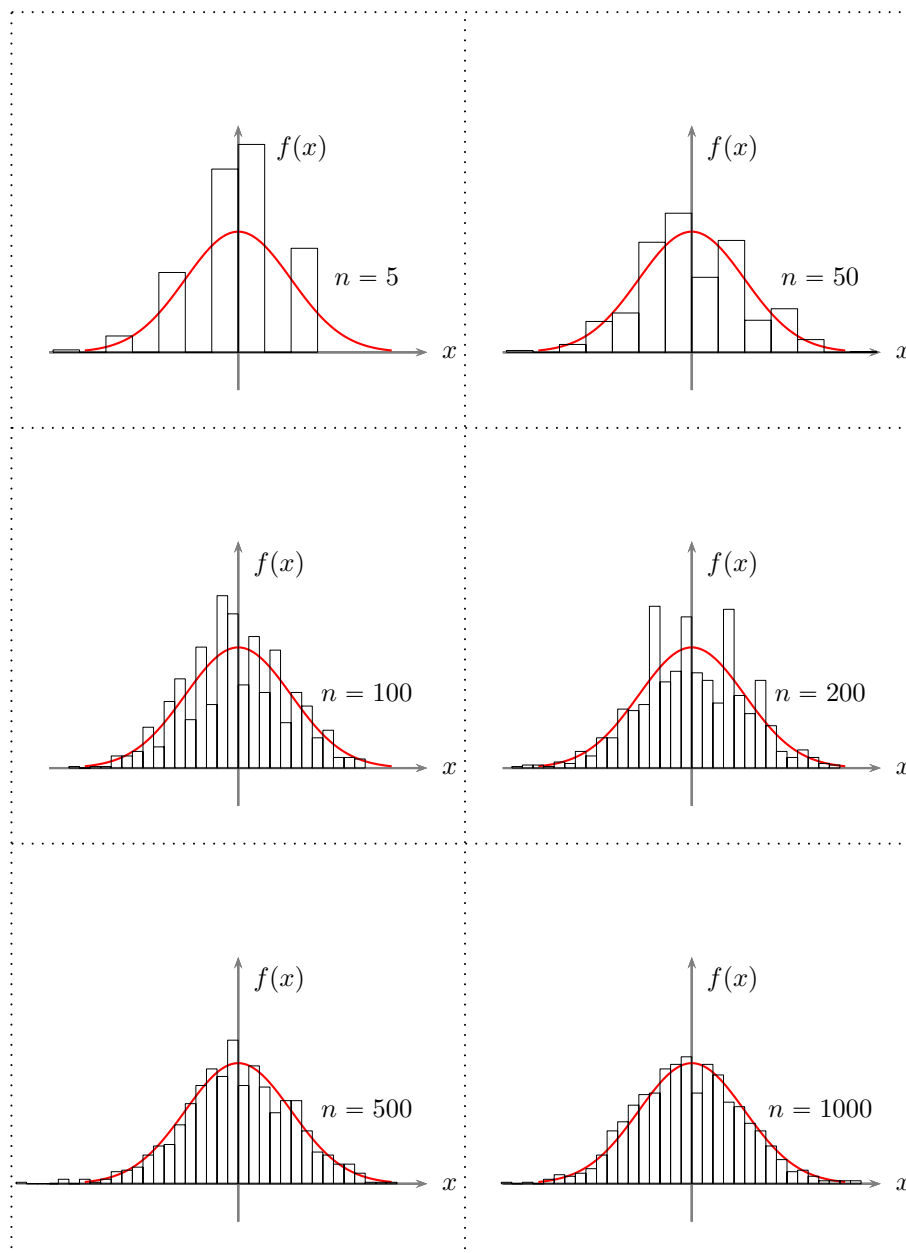 f(x)
f(x)
n = 5
n = 50
x
x
f(x)
f(x)
n = 100
n = 200
x
x
f(x)
f(x)
n = 500
n = 1000
x
x